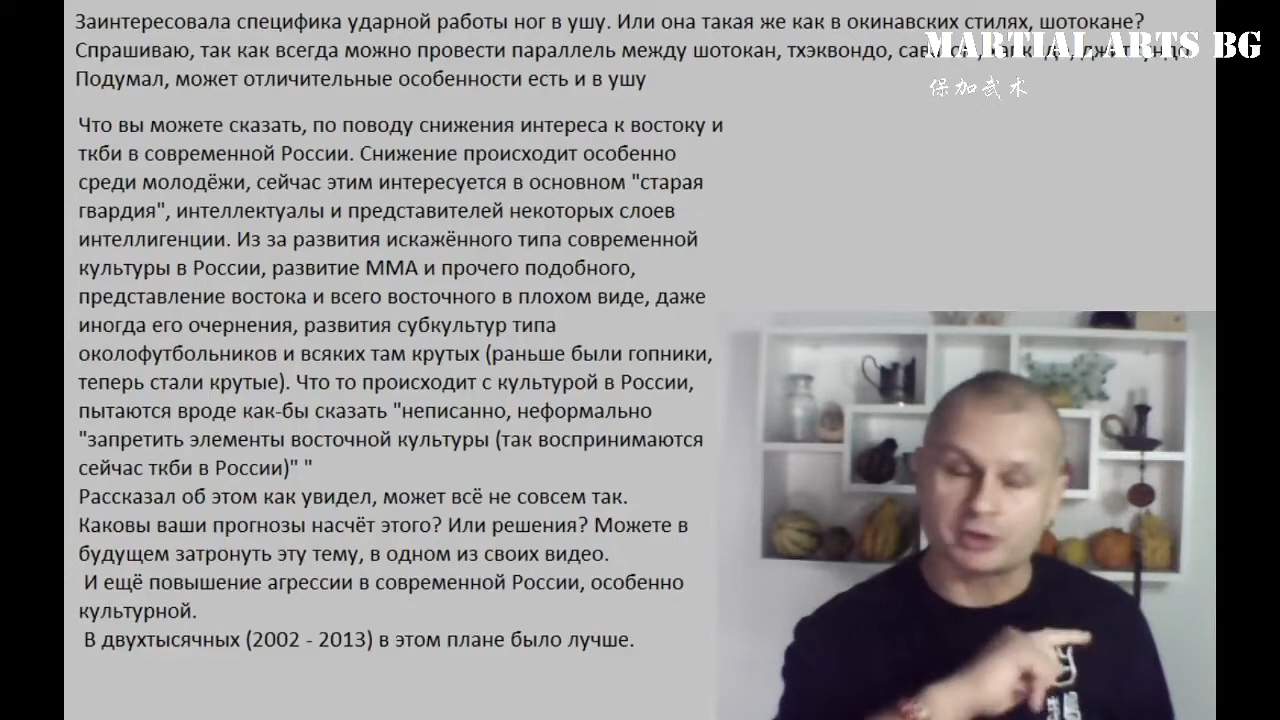 Заинтересовала специфика ударной работы ног в ушу. Или она такая же как в окинавских стилях, шотокане?
Спрашиваю, так как всегда можно провести параллель между шотокан, тхэквондо,
Подумал, может отличительные особенности есть и в ушу
MARTIAL ARTS BG
保加武术
Что вы можете сказать, по поводу снижения интереса к востоку и
ткби в современной России. Снижение происходит особенно
среди молодёжи, сейчас этим интересуется в основном "старая
гвардия", интеллектуалы и представителей некоторых слоев
интеллигенции. Из за развития искажённого типа современной
культуры в России, развитие ММА и прочего подобного,
представление востока и всего восточного в плохом виде, даже
иногда его очернения, развития субкультур типа
околофутбольников и всяких там крутых (раньше были гопники,
теперь стали крутые). Что то происходит с культурой в России,
пытаются вроде как-бы сказать "неписанно, неформально
"запретить элементы восточной культуры (так воспринимаются
сейчас ткби в России)" "
Рассказал об этом как увидел, может всё не совсем так.
Каковы ваши прогнозы насчёт этого? Или решения? Можете в
будущем затронуть эту тему, в одном из своих видео.
И ещё повышение агрессии в современной России, особенно
культурной.
В двухтысячных (2002 - 2013) в этом плане было лучше.